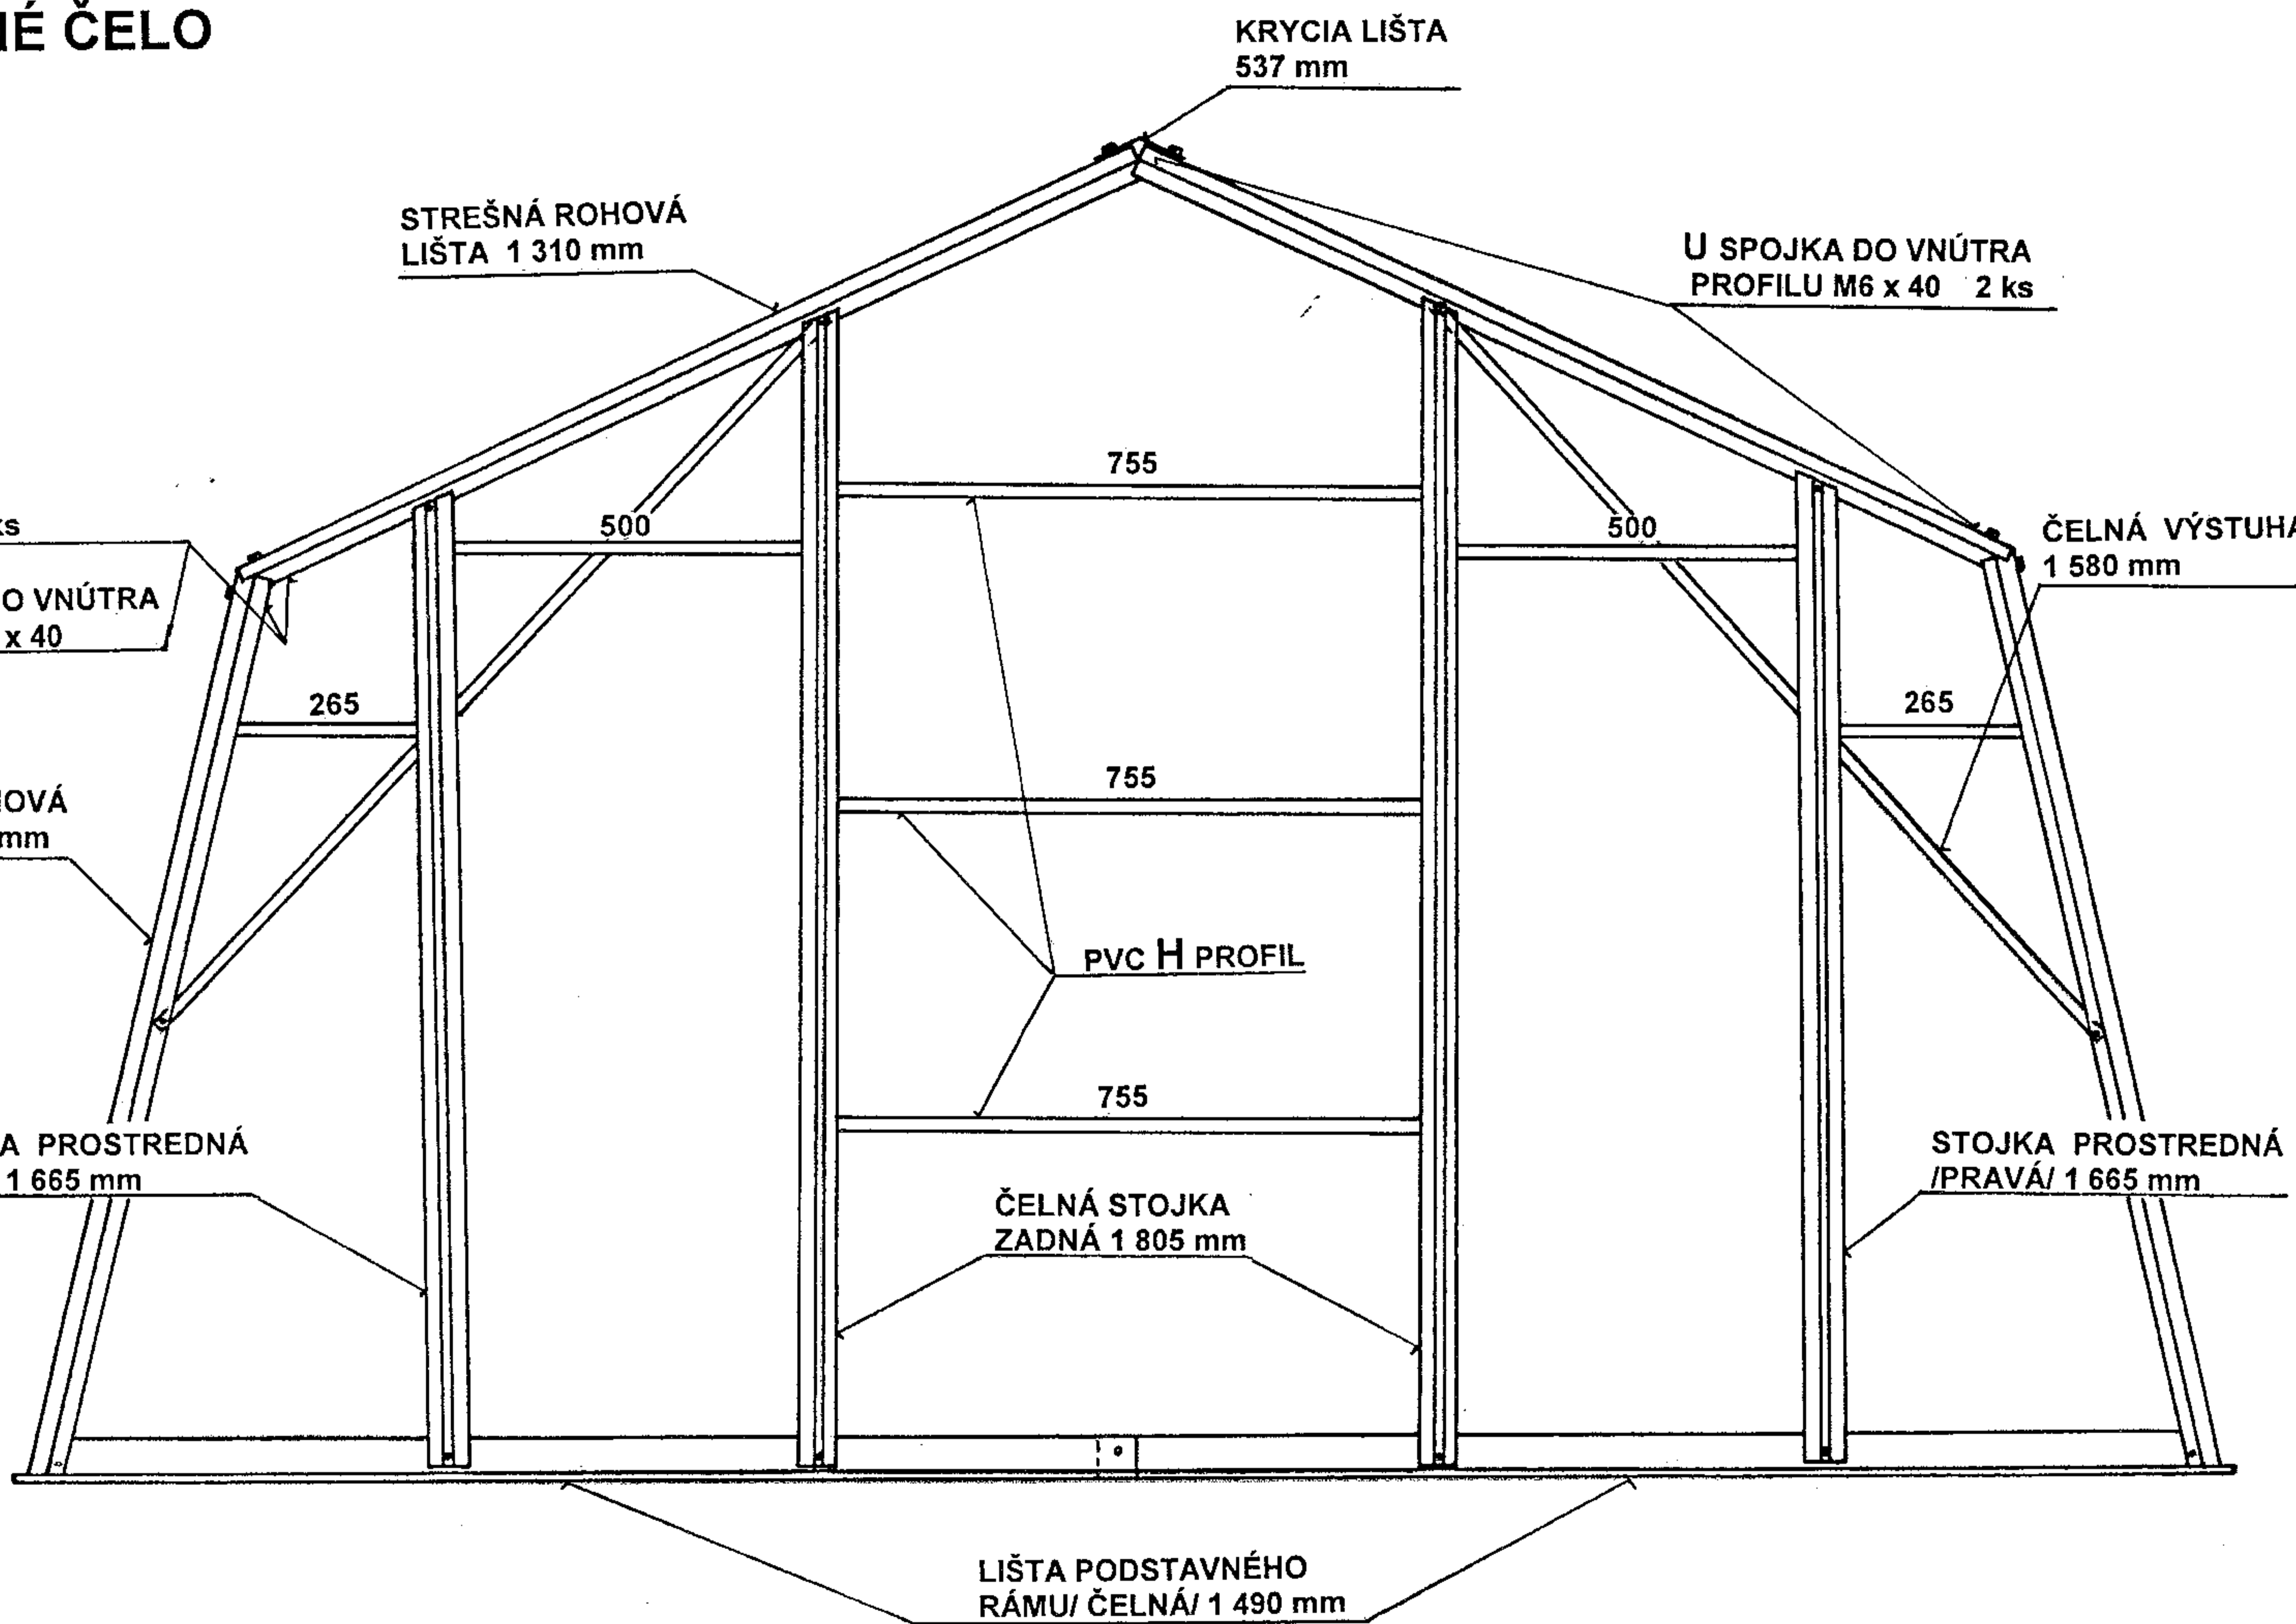 NÉ ČELO
KRYCIA LIŠTA
537 mm
STREŠNÁ ROHOVÁ
LIŠTA 1 310 mm
U SPOJKA DO VNÚTRA
PROFILU M6 x 40 2 ks
755
500
500
ks
ČELNÁ VÝSTUHA
1 580 mm
O VNÚTRA
x 40
265
265
755
OVÁ
mm
PVC H PROFIL
755
A PROSTREDNÁ
1 665 mm
STOJKA PROSTREDNÁ
/PRAVÁ/ 1 665 mm
ČELNÁ STOJKA
ZADNÁ 1 805 mm
LIŠTA PODSTAVNÉHO
RÁMU/ ČELNÁ/ 1 490 mm